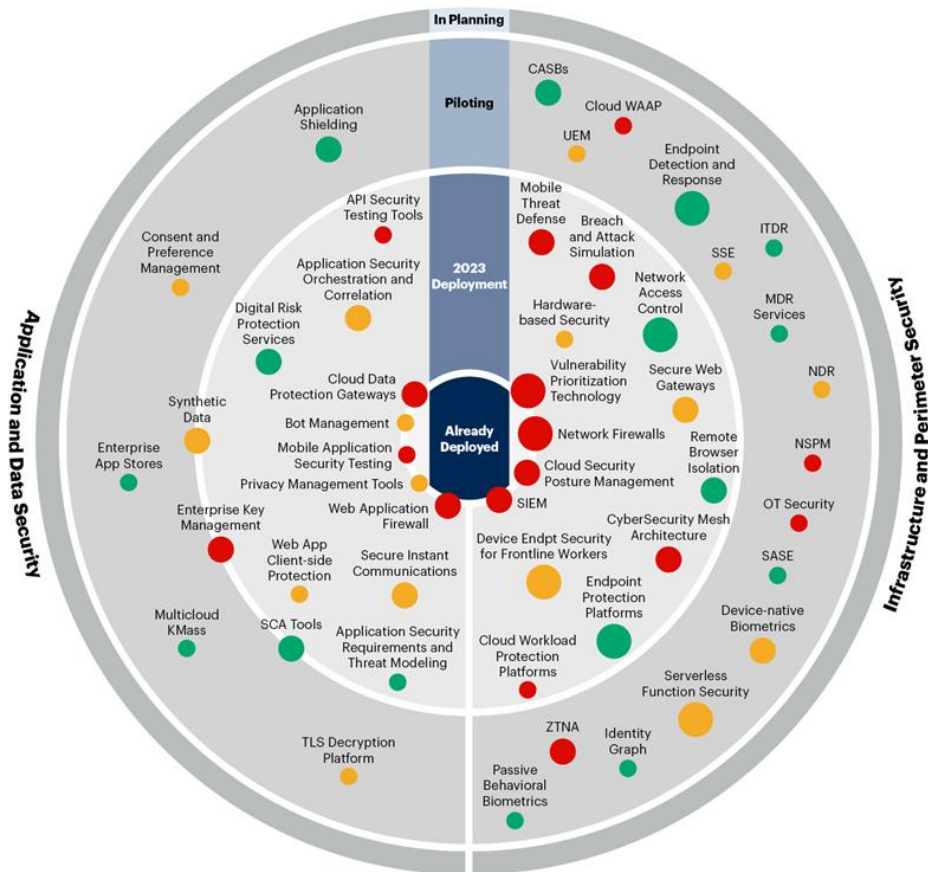 In Planning
Piloting
2023
Deployment
Already
Deployed
Application and Data Security
Application
Shielding
API Security
Testing Tools
Consent and
Preference
Management
Application Security
Orchestration and
Correlation
Digital Risk
Protection
Services
Cloud Data
Protection Gateways
Synthetic
Data
Bot Management
Enterprise
App Stores
Mobile Application
Security Testing
Privacy Management Tools
Enterprise Key
Management
Web Application
Firewall
Web App
Client-side
Protection
Secure Instant
Communications
Multicloud
KMass
SCA Tools
Application Security
Requirements and
Threat Modeling
TLS Decryption
Platform
Infrastructure and Perimeter Security
CASBs
Cloud WAAP
UEM
Endpoint
Detection and
Response
Mobile
Threat
Defense
Breach
and Attack
Simulation
ITDR
SSE
Network
Access
Control
Hardware-
based Security
MDR
Services
Vulnerability
Prioritization
Technology
Secure Web
Gateways
NDR
Network Firewalls
Remote
Browser
Isolation
NSPM
Cloud Security
Posture Management
SIEM
OT Security
CyberSecurity Mesh
Architecture
Device Endpt Security
for Frontline Workers
SASE
Endpoint
Protection
Platforms
Device-native
Biometrics
Cloud Workload
Protection
Platforms
Serverless
Function Security
ZTNA
Identity
Graph
Passive
Behavioral
Biometrics